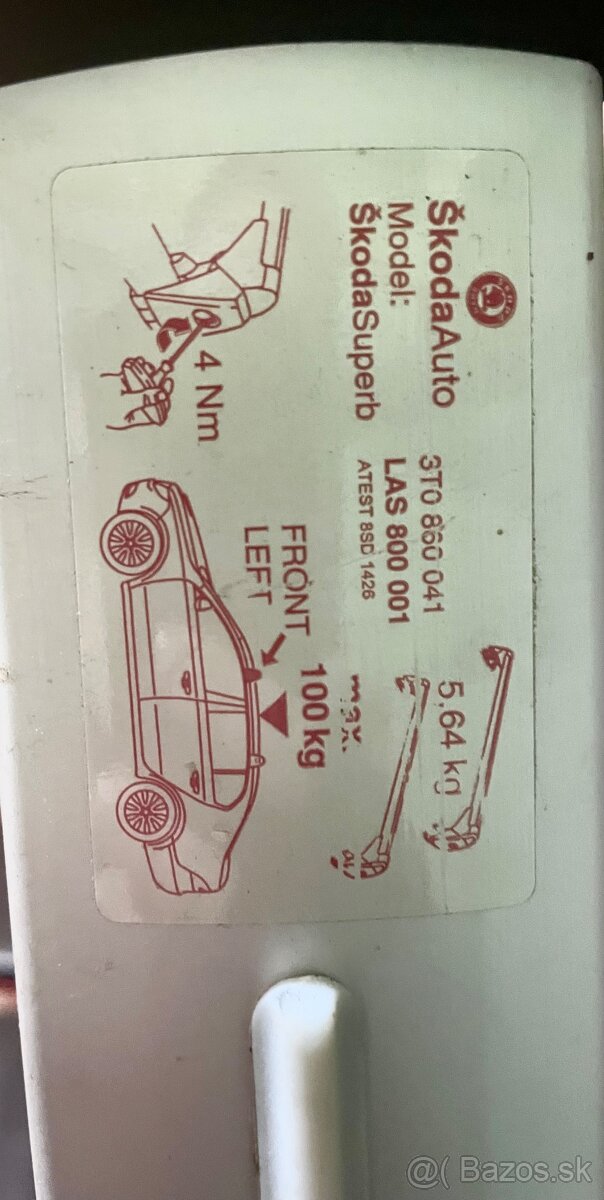 ŠkodaAuto
Model:
ŠkodaSuperb
3T0 860 041
LAS 800 001
ATEST 8SD 1426
5,64 kg
4 Nm
FRONT
LEFT
max.
100 kg
@( Bazos.sk